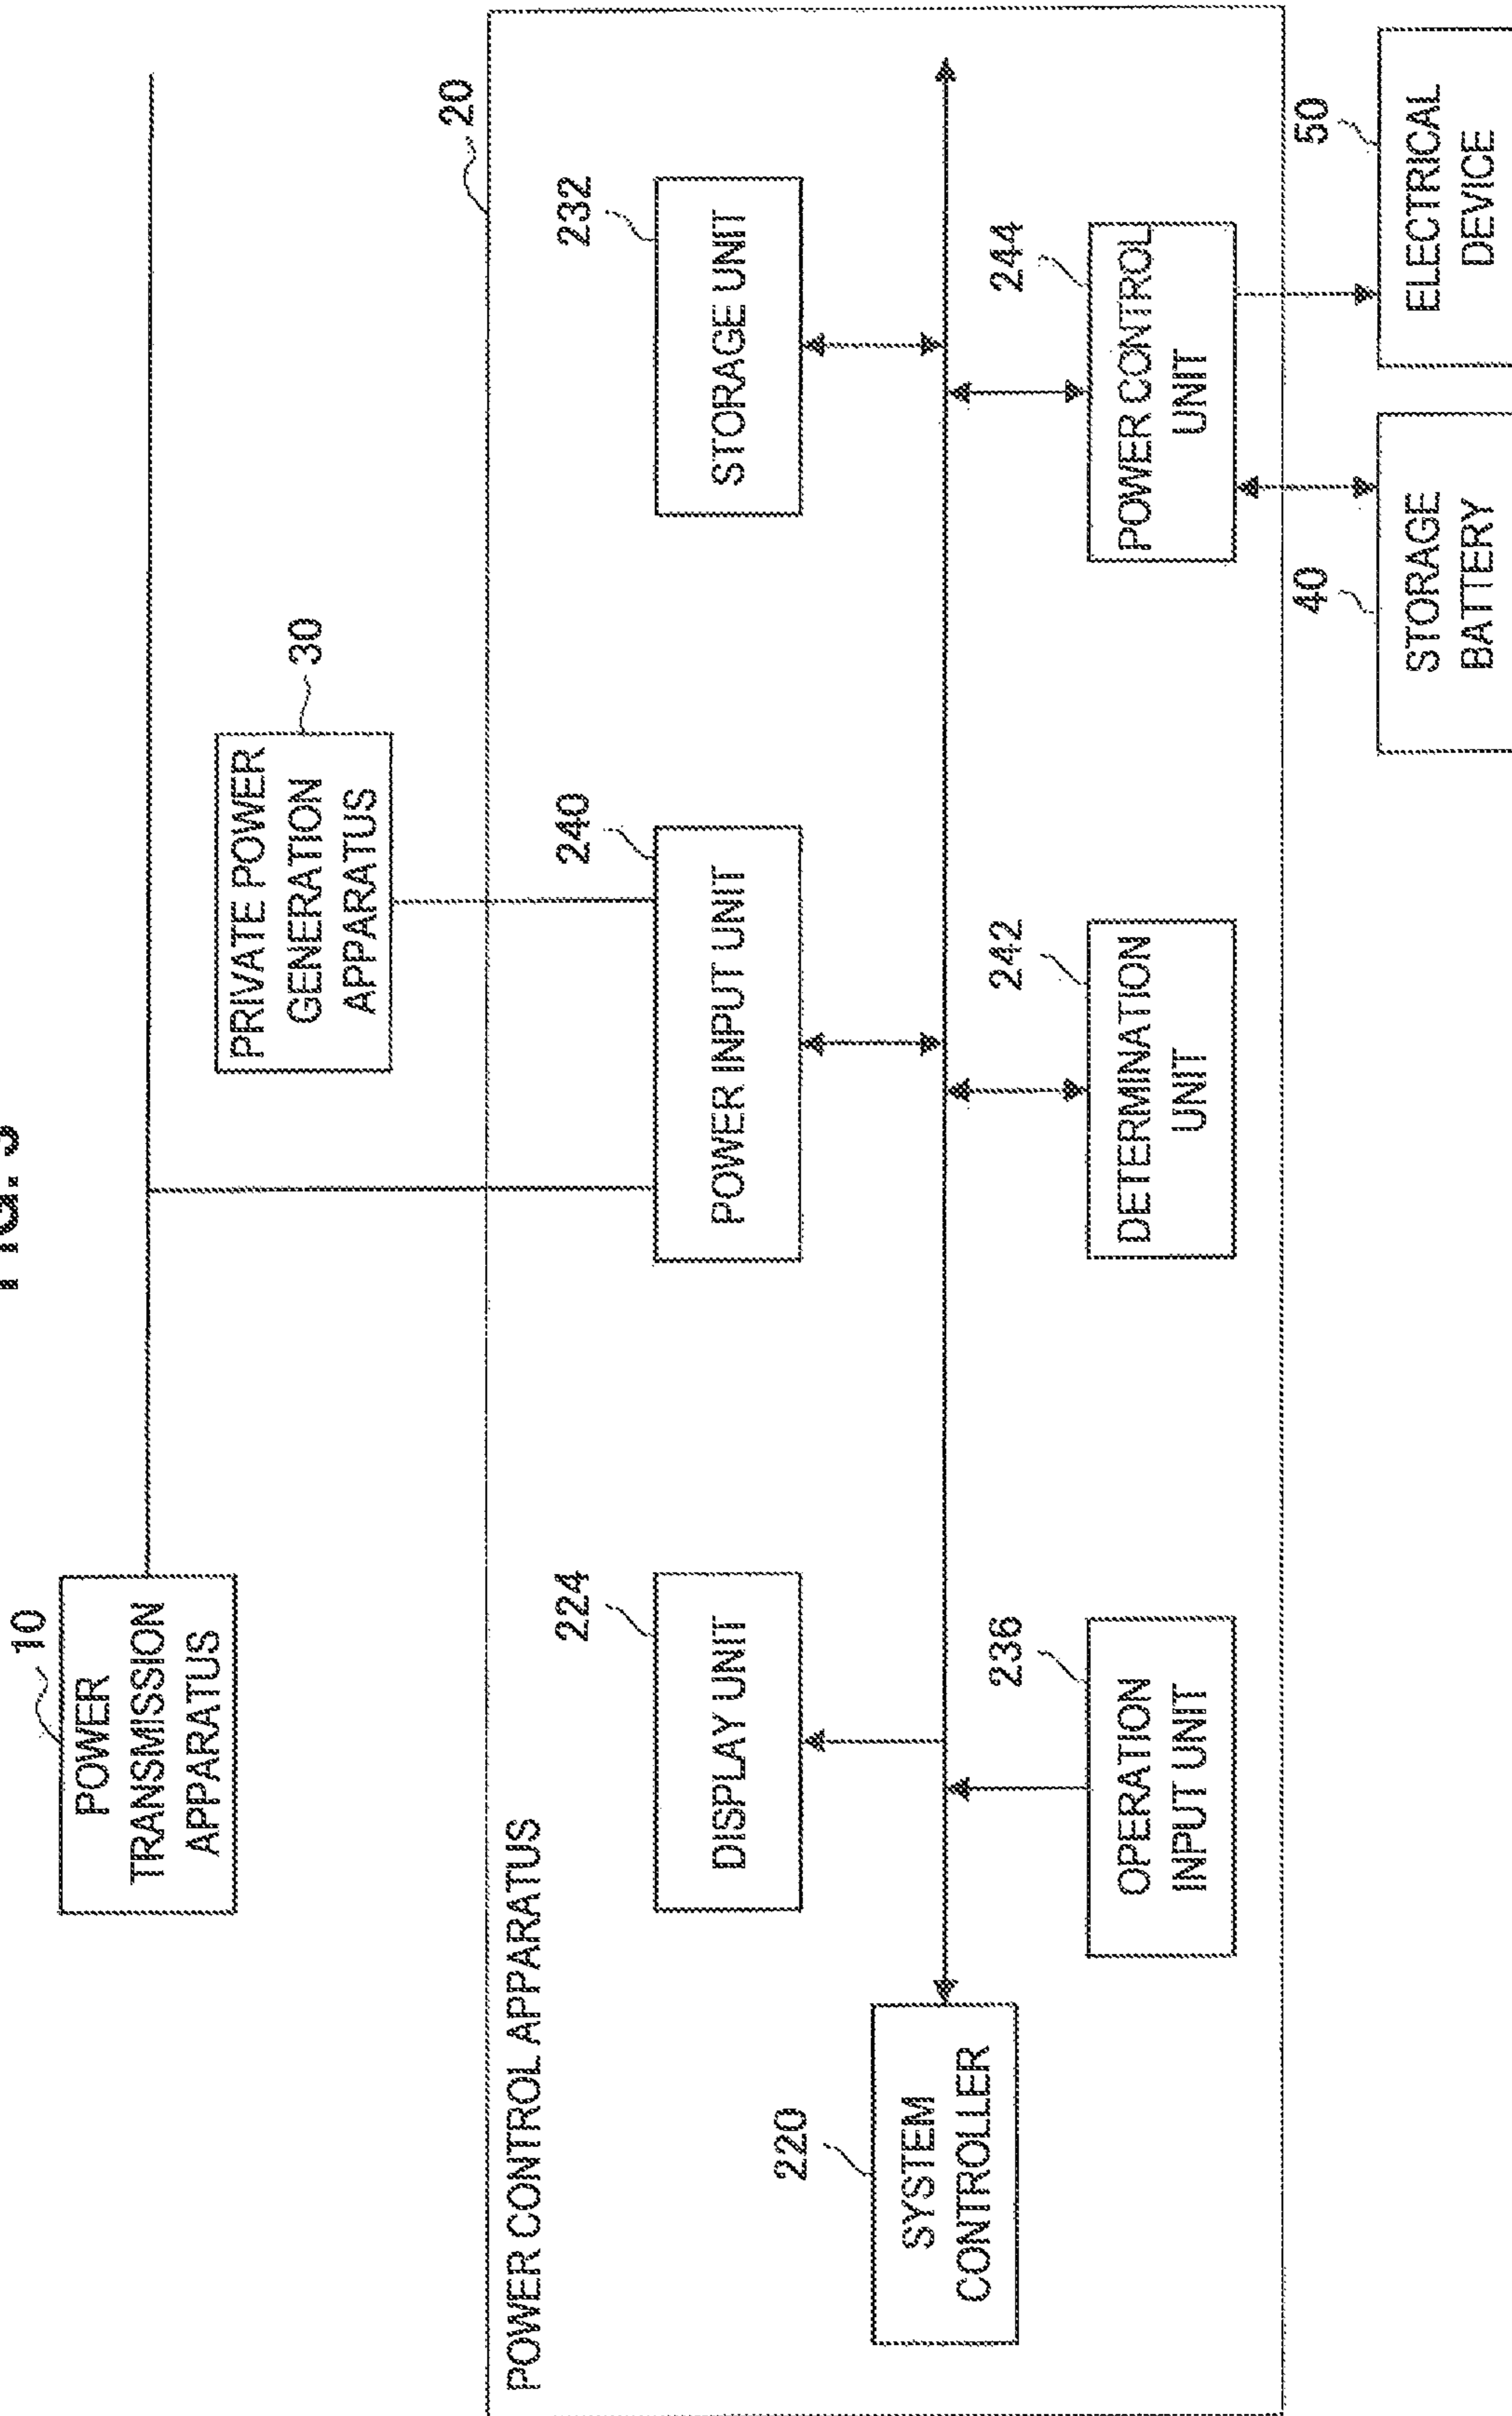 FIG. 3
10
POWER
TRANSMISSION
APPARATUS
PRIVATE POWER
GENERATION
APPARATUS
30
20
POWER CONTROL APPARATUS
224
DISPLAY UNIT
240
POWER INPUT UNIT
232
STORAGE UNIT
220
SYSTEM
CONTROLLER
236
OPERATION
INPUT UNIT
242
DETERMINATION
UNIT
244
POWER CONTROL
UNIT
40
STORAGE
BATTERY
50
ELECTRICAL
DEVICE